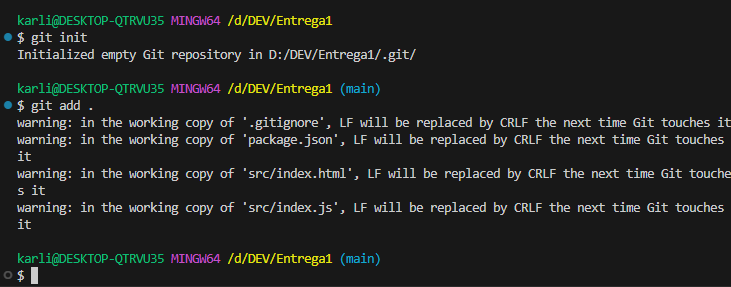 karli@DESKTOP-QTRVU35 MINGW64 /d/DEV/Entrega1
$ git init
Initialized empty Git repository in D:/DEV/Entrega1/.git/
karli@DESKTOP-QTRVU35 MINGW64 /d/DEV/Entrega1 (main)
$ git add .
warning: in the working copy of '.gitignore', LF will be replaced by CRLF the next time Git touches it
warning: in the working copy of 'package.json', LF will be replaced by CRLF the next time Git touches
it
warning: in the working copy of 'src/index.html', LF will be replaced by CRLF the next time Git touche
s it
warning: in the working copy of 'src/index.js', LF will be replaced by CRLF the next time Git touches
it
karli@DESKTOP-QTRVU35 MINGW64 /d/DEV/Entrega1 (main)
$